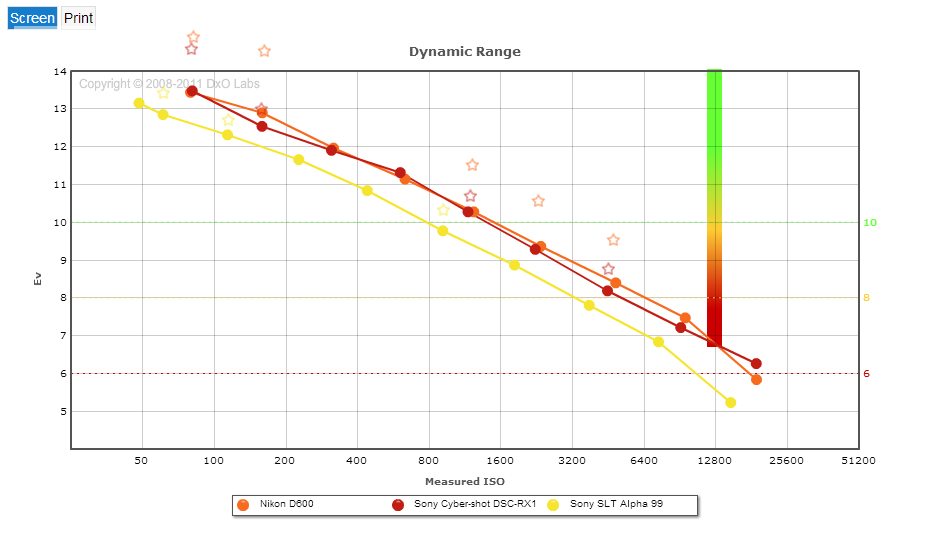 Screen Print
Dynamic Range
Copyright © 2008-2011 DxO Labs
14
13
12
11
10 10
9
8 8
7
6 6
5
Ev
50 100 200 400 800 1600 3200 6400 12800 25600 51200
Measured ISO
Nikon D600 Sony Cyber-shot DSC-RX1 Sony SLT Alpha 99